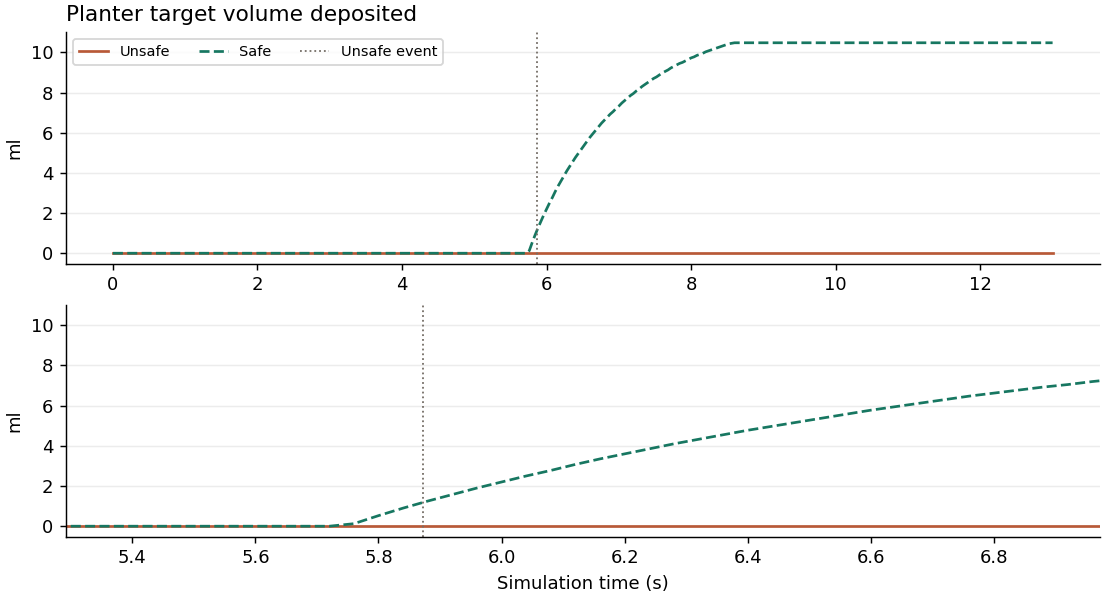 Planter target volume deposited
Unsafe Safe Unsafe event
10
8
6
4
2
0
ml
0 2 4 6 8 10 12
10
8
6
4
2
0
ml
5.4 5.6 5.8 6.0 6.2 6.4 6.6 6.8
Simulation time (s)